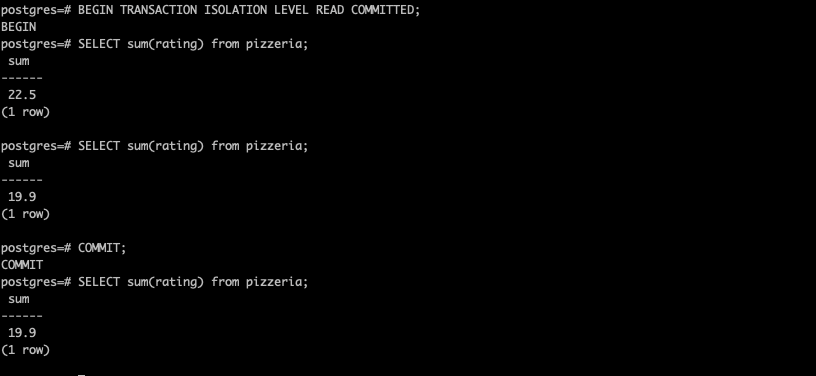 postgres=# BEGIN TRANSACTION ISOLATION LEVEL READ COMMITTED;
BEGIN
postgres=# SELECT sum(rating) from pizzeria;
 sum
------
 22.5
(1 row)

postgres=# SELECT sum(rating) from pizzeria;
 sum
------
 19.9
(1 row)

postgres=# COMMIT;
COMMIT
postgres=# SELECT sum(rating) from pizzeria;
 sum
------
 19.9
(1 row)